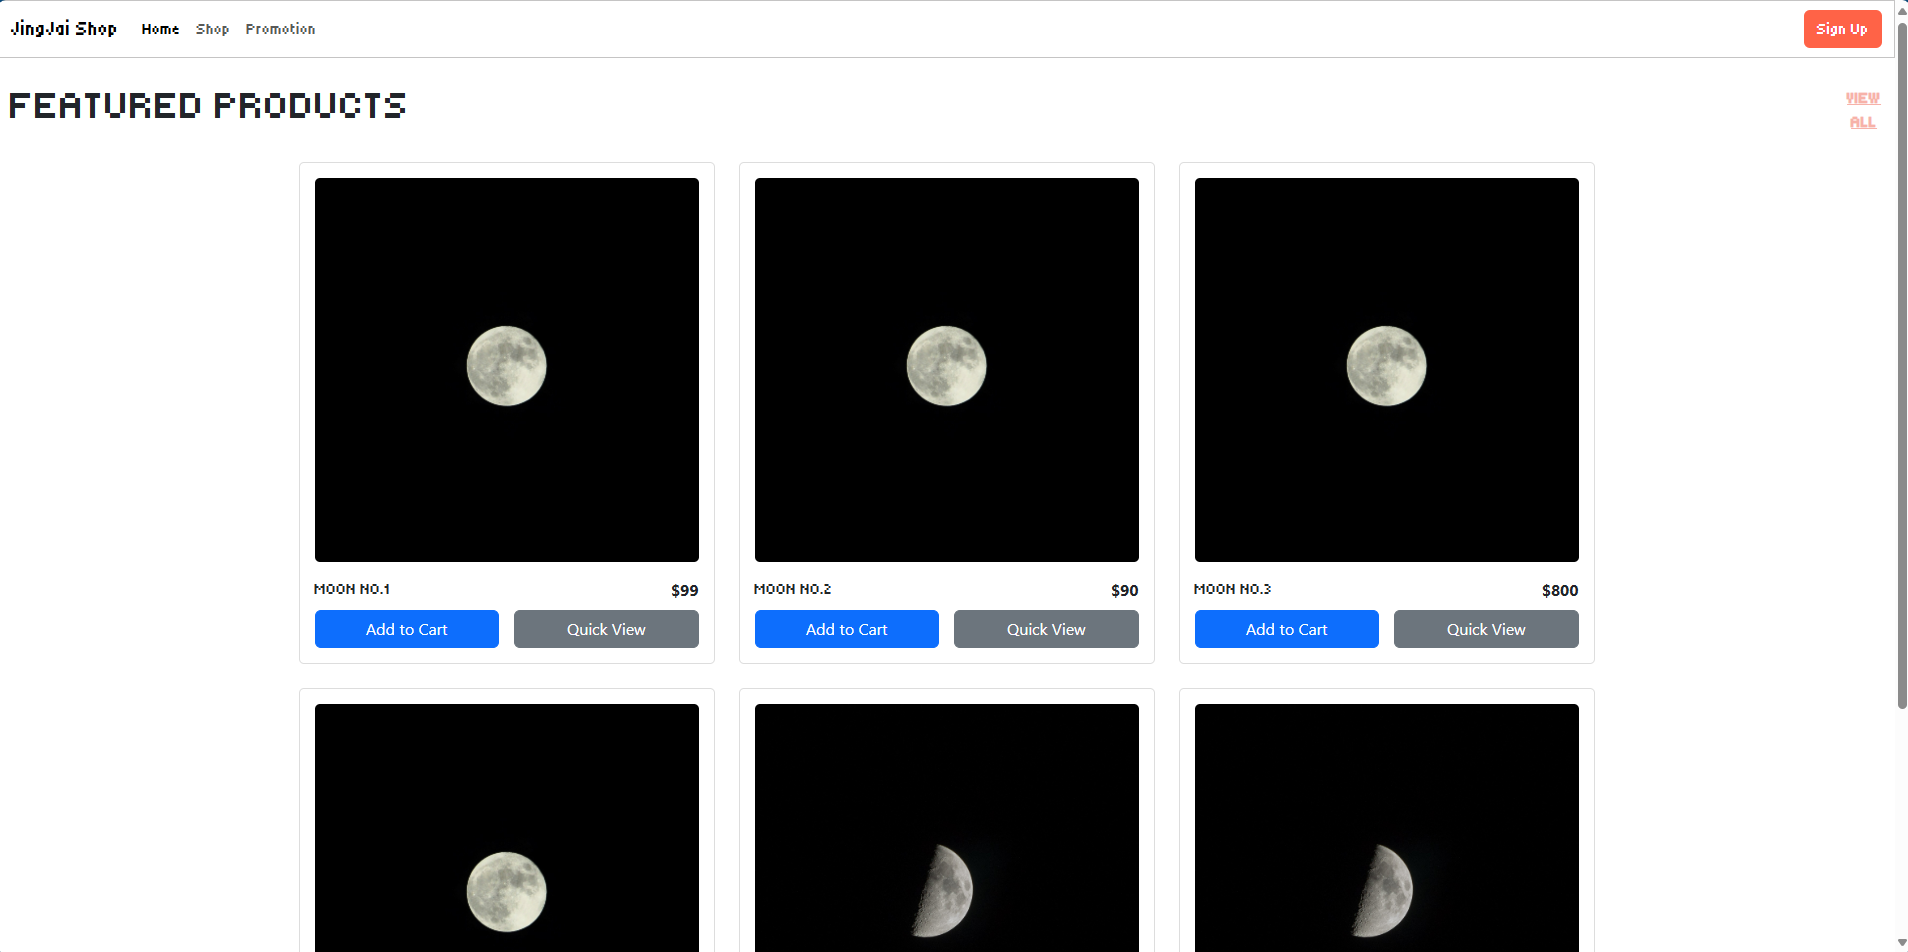 JingJai Shop Home Shop Promotion Sign Up
FEATURED PRODUCTS
VIEW
ALL
MOON NO.1 $99
Add to Cart Quick View
MOON NO.2 $90
Add to Cart Quick View
MOON NO.3 $800
Add to Cart Quick View